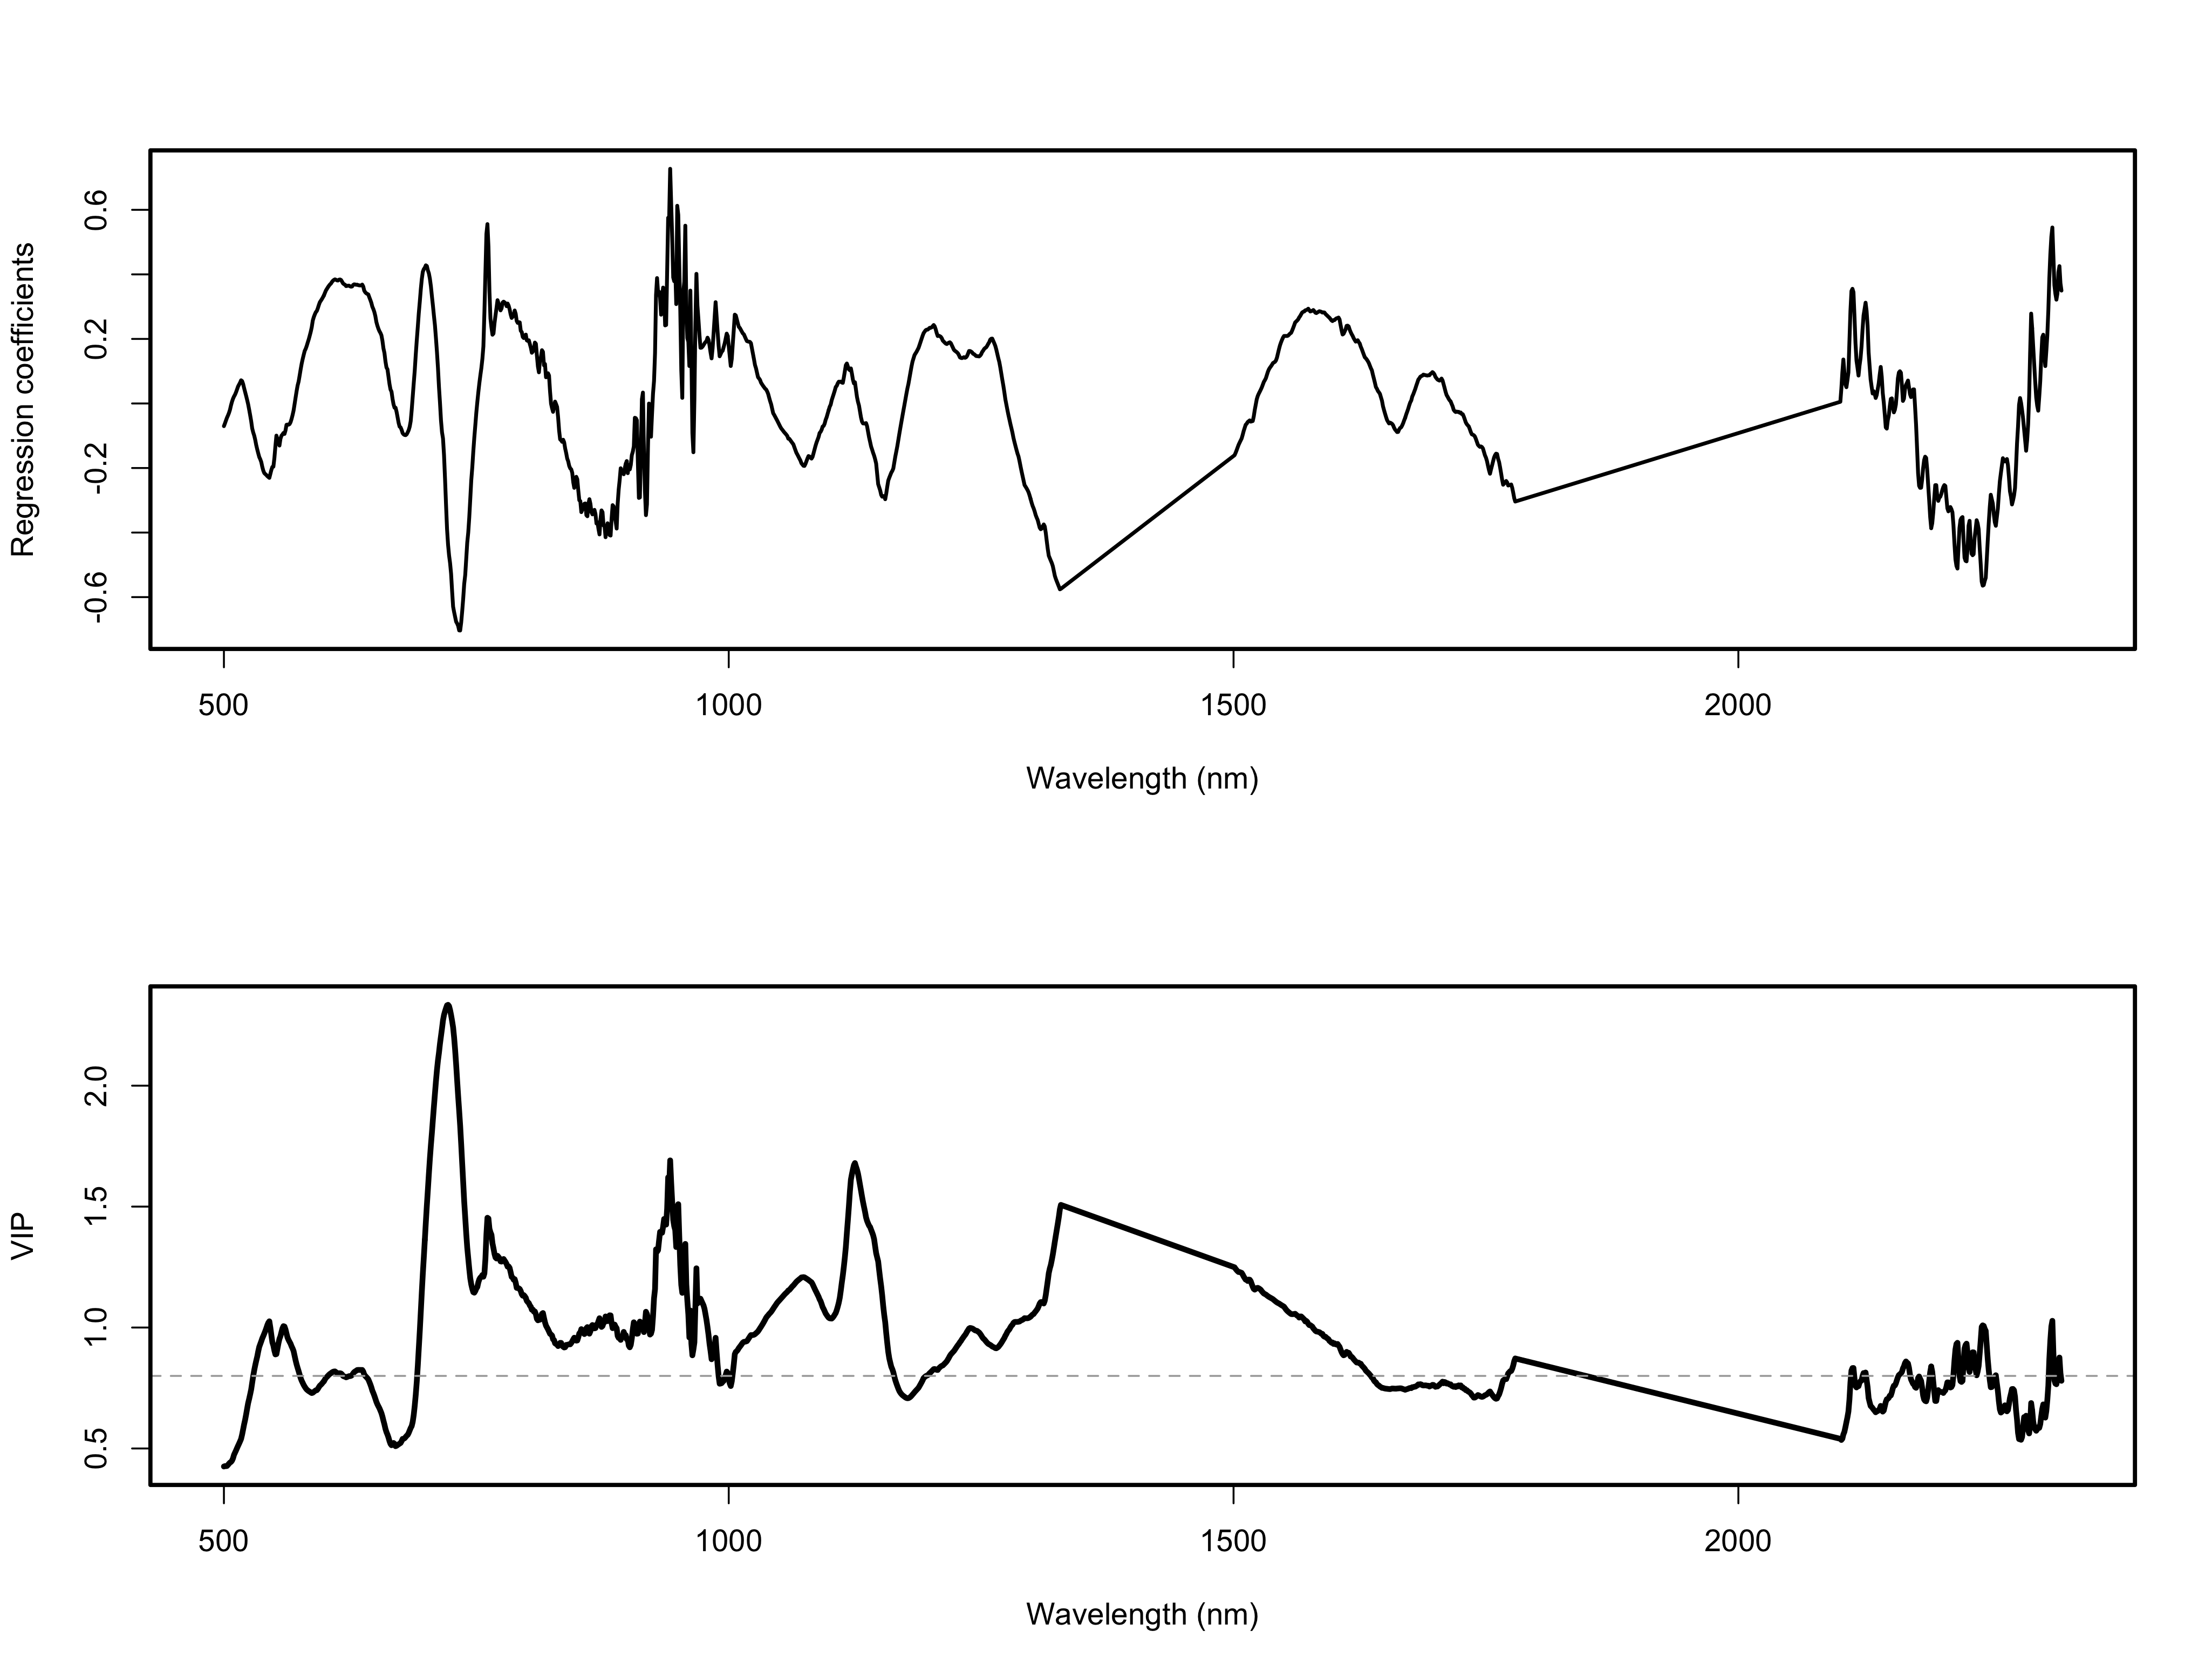 Regression coefficients
0.6
0.2
-0.2
-0.6
500 1000 1500 2000
Wavelength (nm)
VIP
2.0
1.5
1.0
0.5
500 1000 1500 2000
Wavelength (nm)